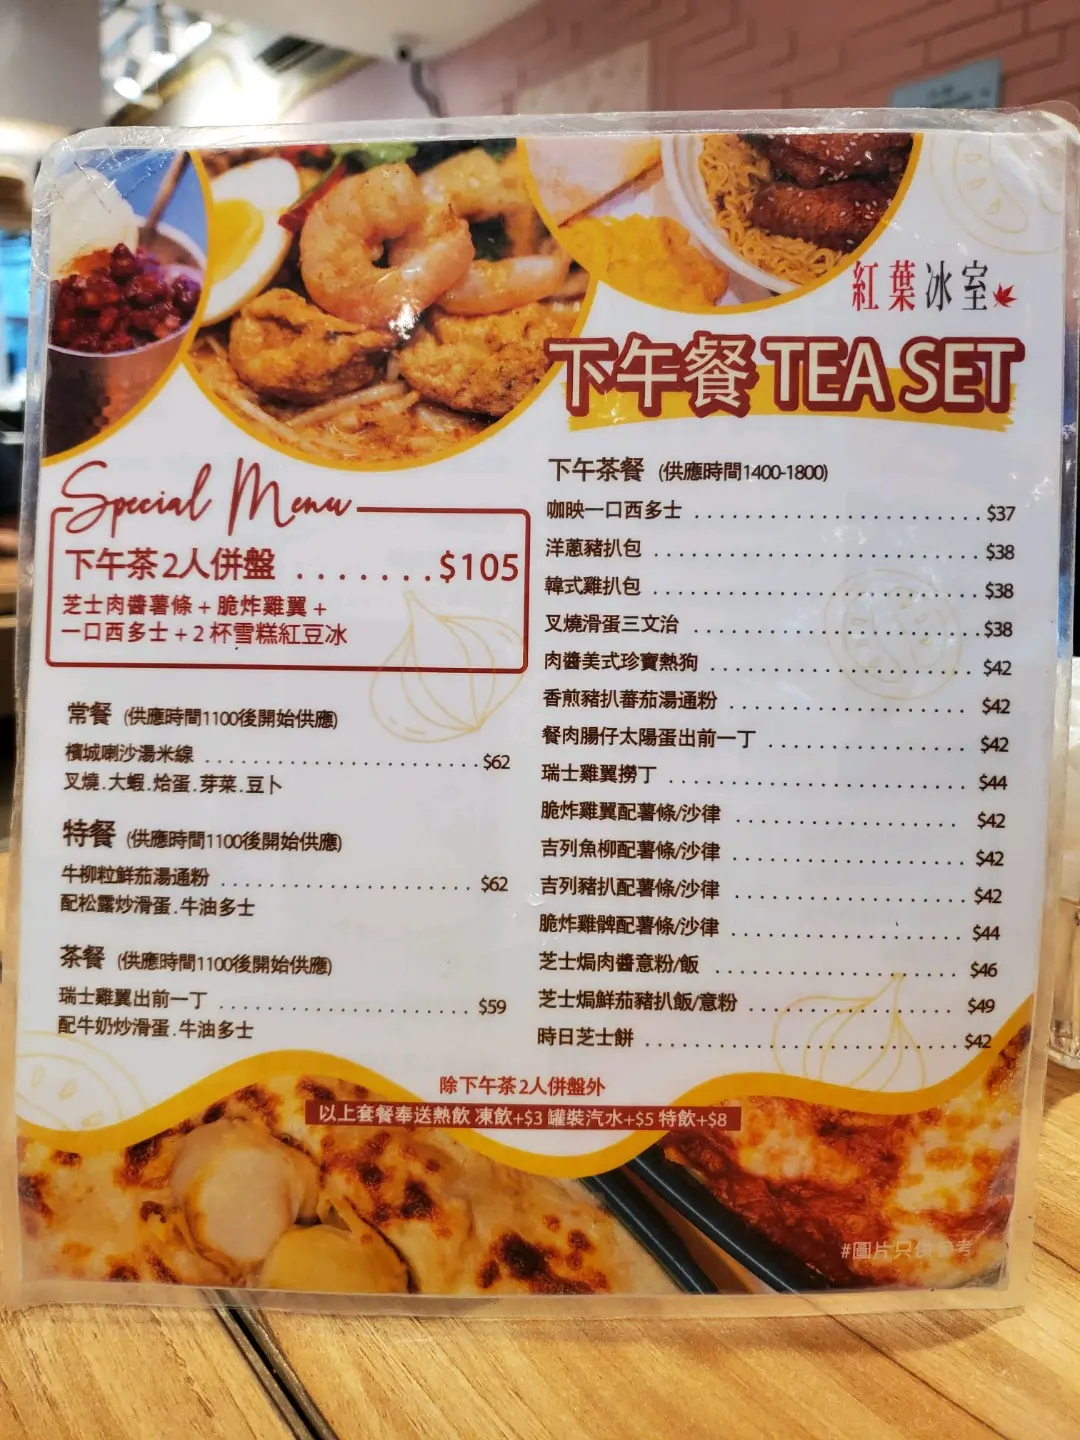 紅葉冰室
下午餐 TEA SET
Special Menu
下午茶2人併盤 ....... $105
芝士肉醬薯條 + 脆炸雞翼 +
一口西多士 + 2 杯雪糕紅豆冰
常餐 (供應時間1100後開始供應)
檳城喇沙湯米線 $62
叉燒.大蝦.烚蛋.芽菜.豆卜
特餐 (供應時間1100後開始供應)
牛柳粒鮮茄湯通粉 $62
配松露炒滑蛋.牛油多士
茶餐 (供應時間1100後開始供應)
瑞士雞翼出前一丁 $59
配牛奶炒滑蛋.牛油多士
下午茶餐 (供應時間1400-1800)
咖映一口西多士 $37
洋蔥豬扒包 $38
韓式雞扒包 $38
叉燒滑蛋三文治 $38
肉醬美式珍寶熱狗 $42
香煎豬扒蕃茄湯通粉 $42
餐肉腸仔太陽蛋出前一丁 $42
瑞士雞翼撈丁 $44
脆炸雞翼配薯條/沙律 $42
吉列魚柳配薯條/沙律 $42
吉列豬扒配薯條/沙律 $42
脆炸雞髀配薯條/沙律 $44
芝士焗肉醬意粉/飯 $46
芝士焗鮮茄豬扒飯/意粉 $49
時日芝士餅 $42
除下午茶2人併盤外
以上套餐奉送熱飲 凍飲+$3 罐裝汽水+$5 特飲+$8
#圖片只供參考